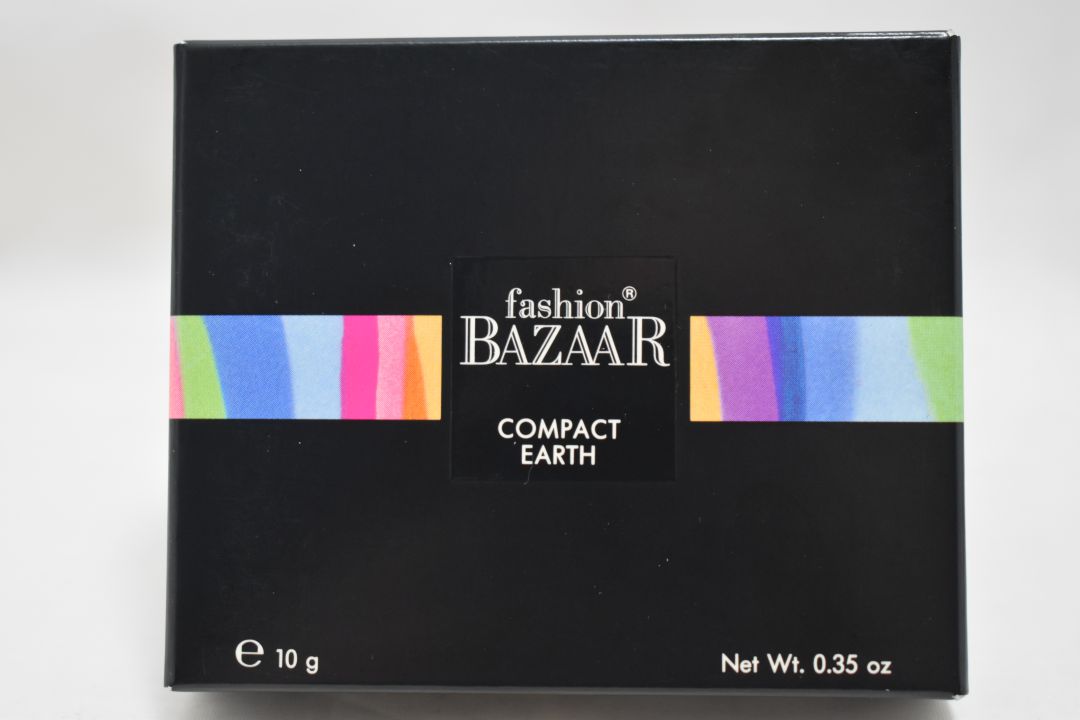 fashion®
BAZAAR
COMPACT
EARTH
℮ 10 g
Net Wt. 0.35 oz